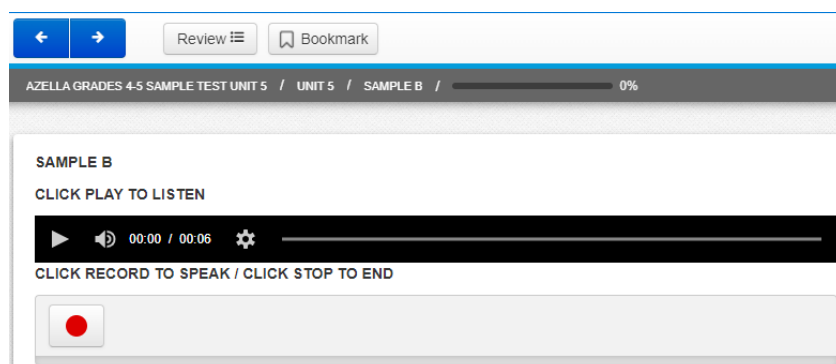 Review Bookmark
AZELLA GRADES 4-5 SAMPLE TEST UNIT 5 / UNIT 5 / SAMPLE B / 0%
SAMPLE B
CLICK PLAY TO LISTEN
00:00 / 00:06
CLICK RECORD TO SPEAK / CLICK STOP TO END